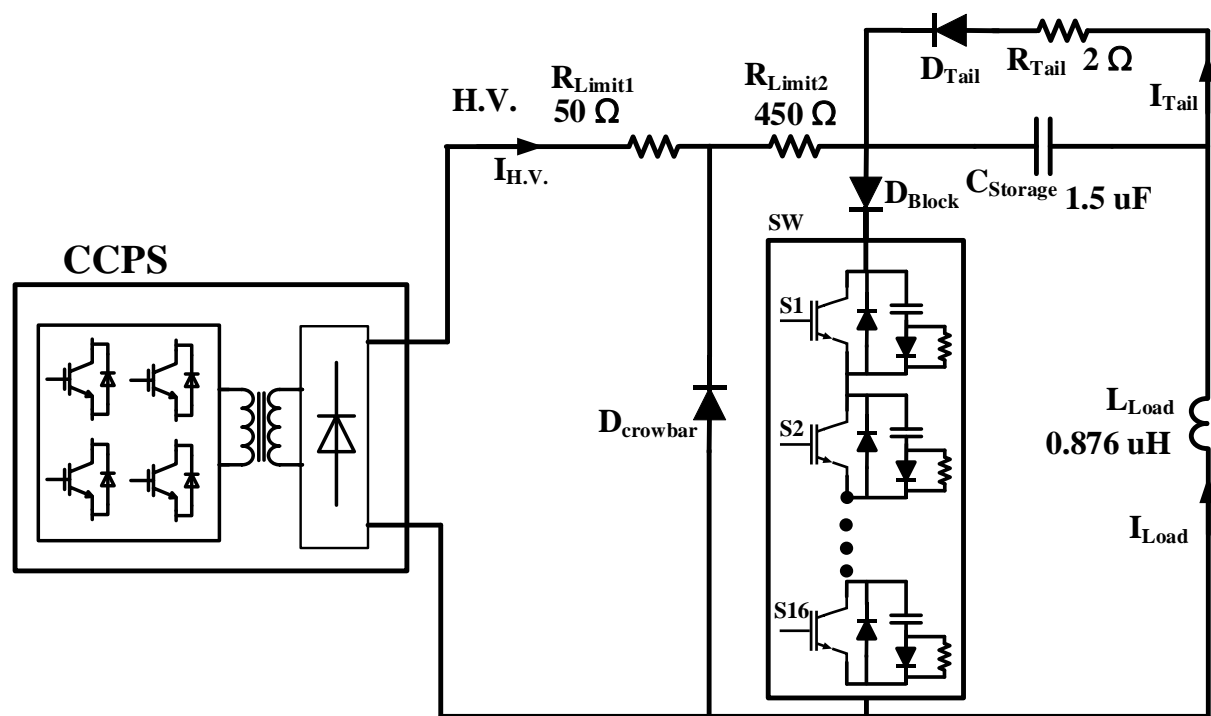 D_Tail
R_Tail 2 Ω
I_Tail
H.V.
R_Limit1
50 Ω
R_Limit2
450 Ω
I_H.V.
D_Block
C_Storage 1.5 uF
SW
CCPS
S1
D_crowbar
S2
L_Load
0.876 uH
I_Load
S16